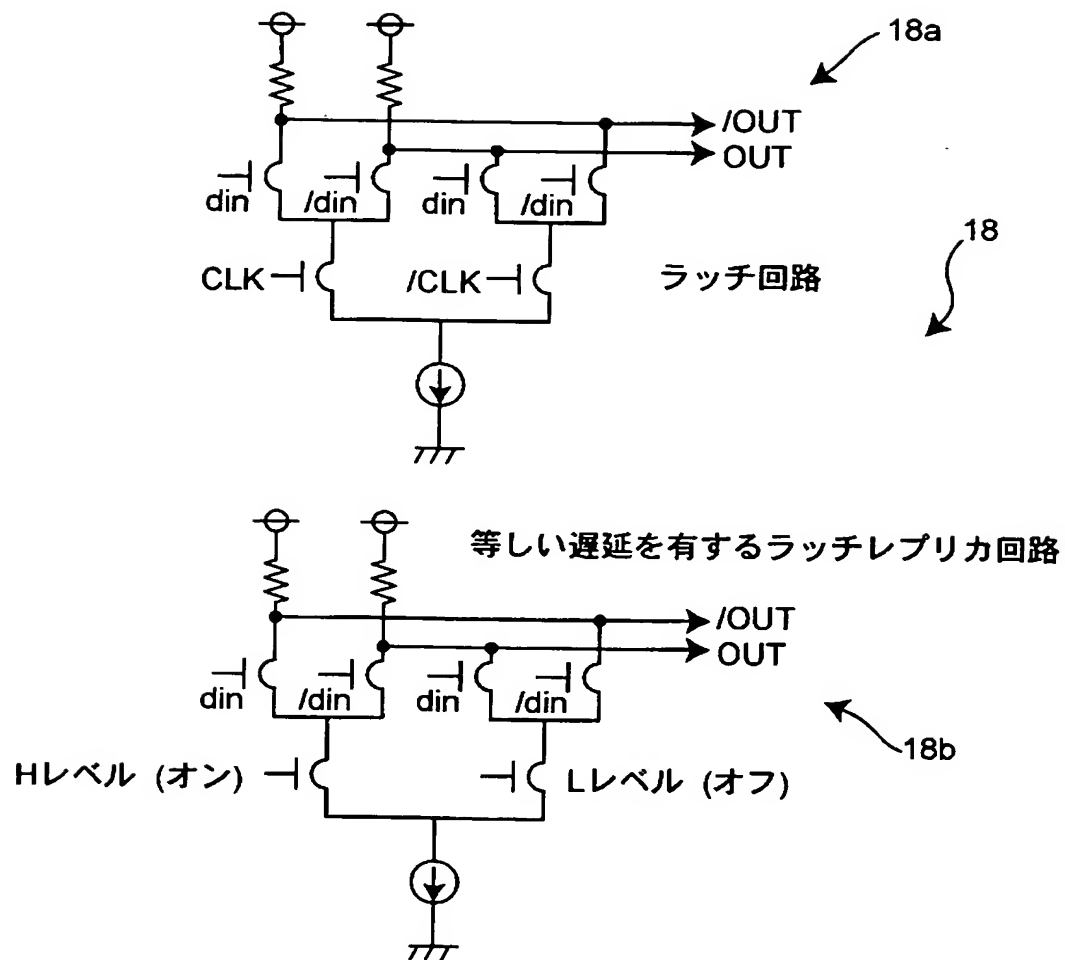 18a
/OUT
OUT
din /din din /din
18
CLK /CLK ラッチ回路
等しい遅延を有するラッチレプリカ回路
/OUT
OUT
din /din din /din
18b
Hレベル (オン) Lレベル (オフ)